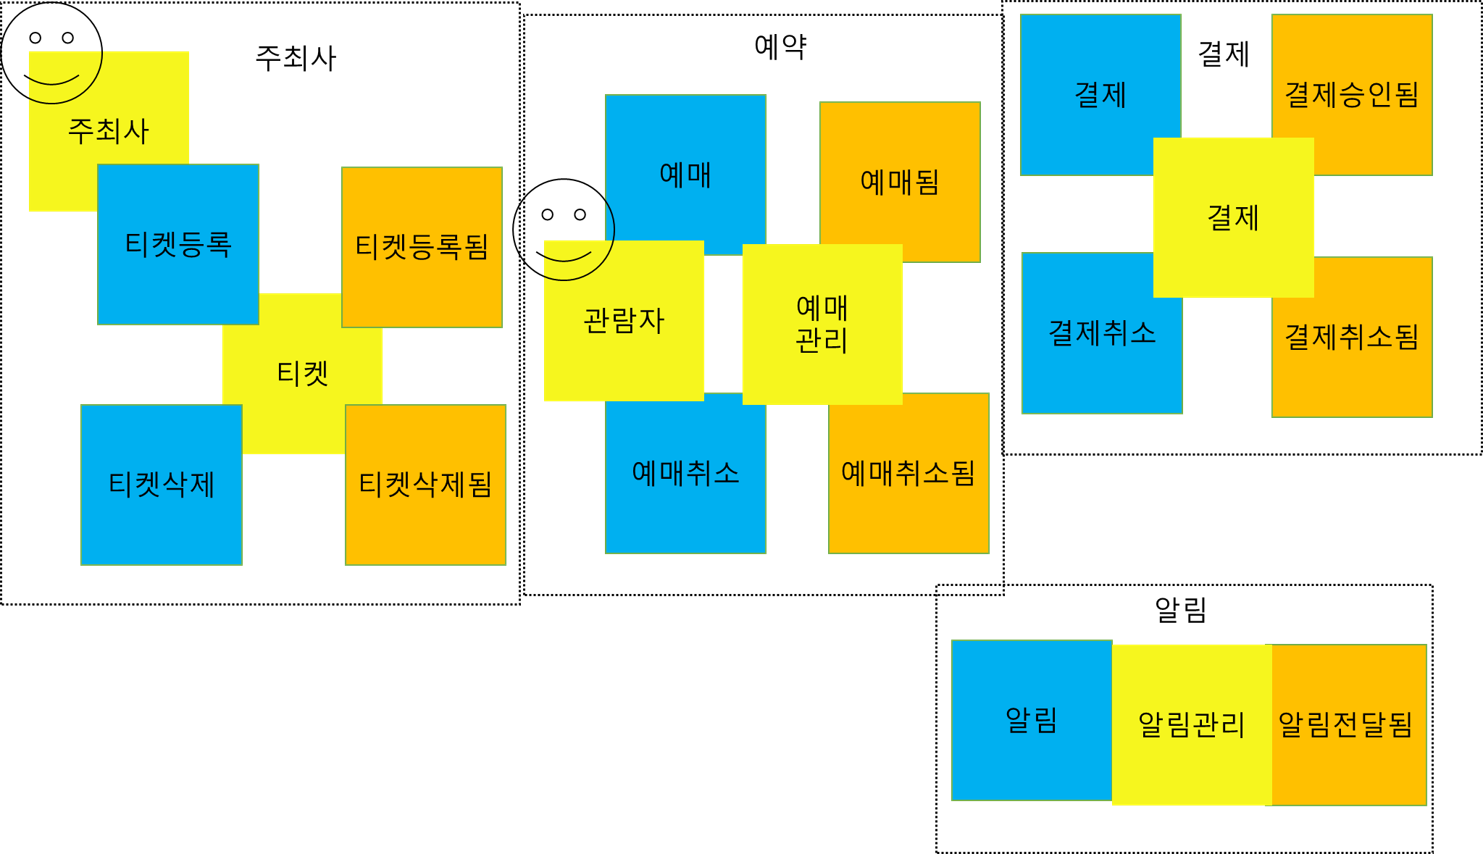 주최사
주최사
티켓등록
티켓등록됨
티켓
티켓삭제
티켓삭제됨
예약
예매
예매됨
관람자
예매
관리
예매취소
예매취소됨
결제
결제
결제승인됨
결제
결제취소
결제취소됨
알림
알림
알림관리
알림전달됨